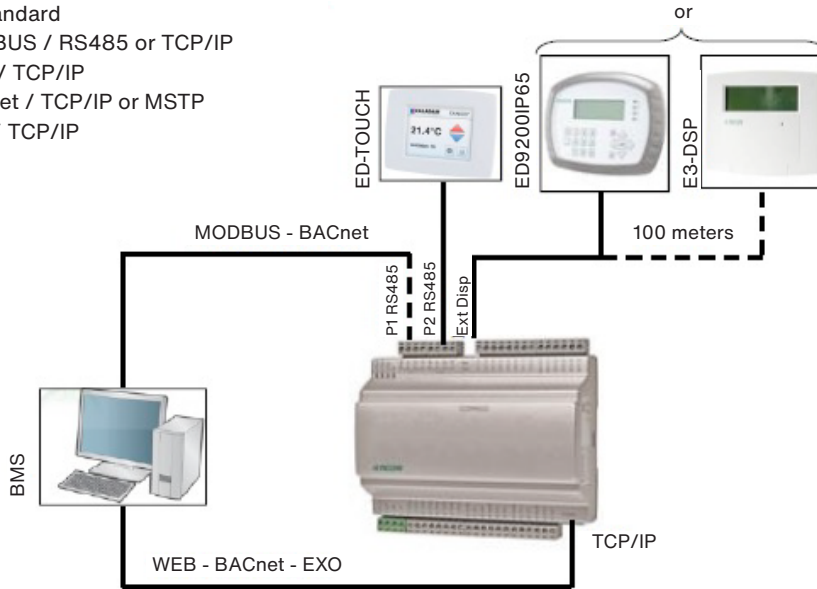 andard
BUS / RS485 or TCP/IP
/ TCP/IP
et / TCP/IP or MSTP
/ TCP/IP
or
ED-TOUCH
ED9200IP65
E3-DSP
21.4°C
MODBUS - BACnet
100 meters
P1 RS485
P2 RS485
Ext Disp
BMS
TCP/IP
WEB - BACnet - EXO